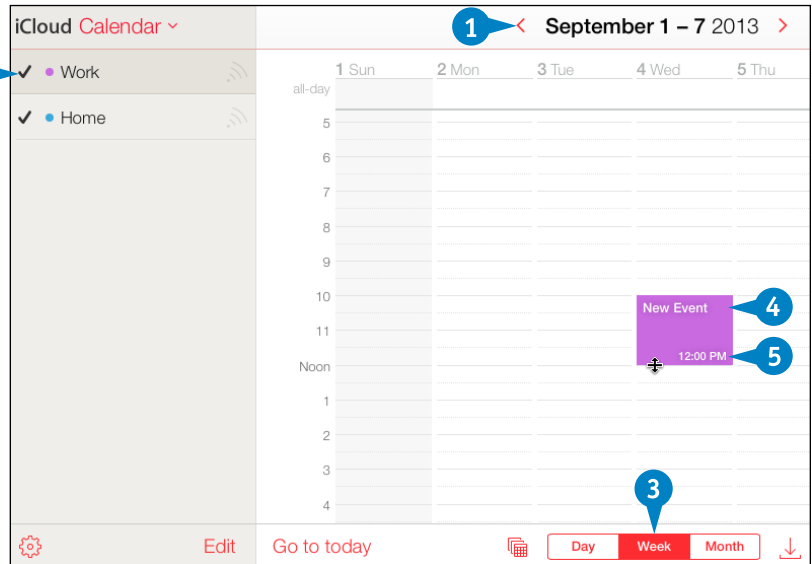 iCloud Calendar
1
September 1 – 7 2013
Work
Home
1 Sun
2 Mon
3 Tue
4 Wed
5 Thu
all-day
5
6
7
8
9
10
11
Noon
1
2
3
4
New Event
4
12:00 PM
5
3
Edit
Go to today
Day
Week
Month